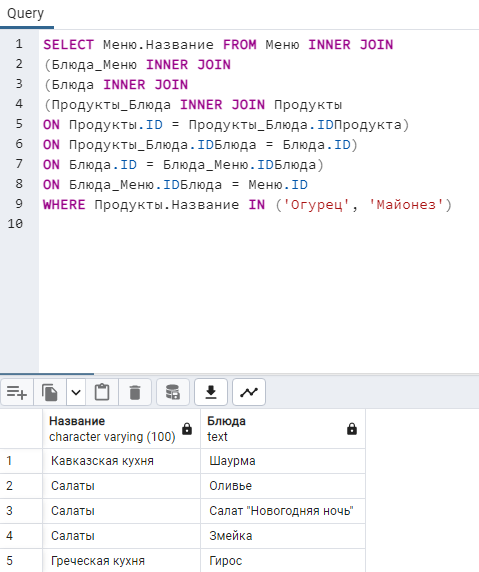 Query
1 SELECT Меню.Название FROM Меню INNER JOIN
2 (Блюда_Меню INNER JOIN
3 (Блюда INNER JOIN
4 (Продукты_Блюда INNER JOIN Продукты
5 ON Продукты.ID = Продукты_Блюда.IDПродукта)
6 ON Продукты_Блюда.IDБлюда = Блюда.ID)
7 ON Блюда.ID = Блюда_Меню.IDБлюда)
8 ON Блюда_Меню.IDБлюда = Меню.ID
9 WHERE Продукты.Название IN ('Огурец', 'Майонез')
10
Название Блюда
character varying (100) text
1 Кавказская кухня Шаурма
2 Салаты Оливье
3 Салаты Салат "Новогодняя ночь"
4 Салаты Змейка
5 Греческая кухня Гирос